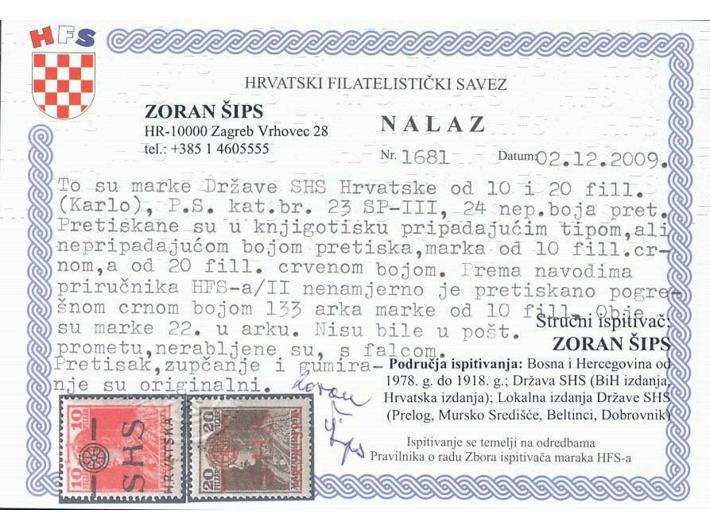 HFS
HRVATSKI FILATELISTIČKI SAVEZ
ZORAN ŠIPS
HR-10000 Zagreb Vrhovec 28
tel.: +385 1 4605555
NALAZ
Nr. 1681 Datum: 02.12.2009.
To su marke Države SHS Hrvatske od 10 i 20 fill.
(Karlo), P.S. kat.br. 23 SP-III, 24 nep.boja pret.
Pretiskane su u knjigotisku pripadajućim tipom,ali
nepripadajućom bojom pretiska,marka od 10 fill.cr-
nom,a od 20 fill. crvenom bojom. Prema navodima
priručnika HFS-a/II nenamjerno je pretiskano pogre-
šnom crnom bojom 133 arka marke od 10 fill. Obje
su marke 22. u arku. Nisu bile u pošt.
prometu,nerabljene su, s falcom.
Pretisak,zupčanje i gumira-
nje su originalni.
Zoran
Šips
Stručni ispitivač:
ZORAN ŠIPS
Područja ispitivanja: Bosna i Hercegovina od
1978. g. do 1918. g.; Država SHS (BiH izdanja,
Hrvatska izdanja); Lokalna izdanja Države SHS
(Prelog, Mursko Središće, Beltinci, Dobrovnik)
Ispitivanje se temelji na odredbama
Pravilnika o radu Zbora ispitivača maraka HFS-a
10 10
SHS
HRVATSKA
20 20